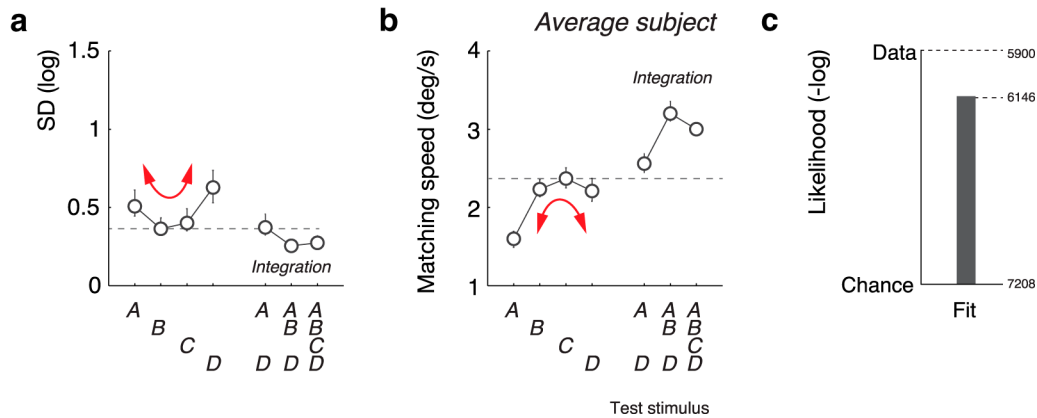 a
SD (log)
1.5
1
0.5
0
Integration
A A A A
B B B
C C
D D D D
b
Average subject
Matching speed (deg/s)
4
3
2
1
Integration
A A A A
B B B
C C
D D D D
Test stimulus
c
Likelihood (-log)
Data
5900
6146
Chance
7208
Fit